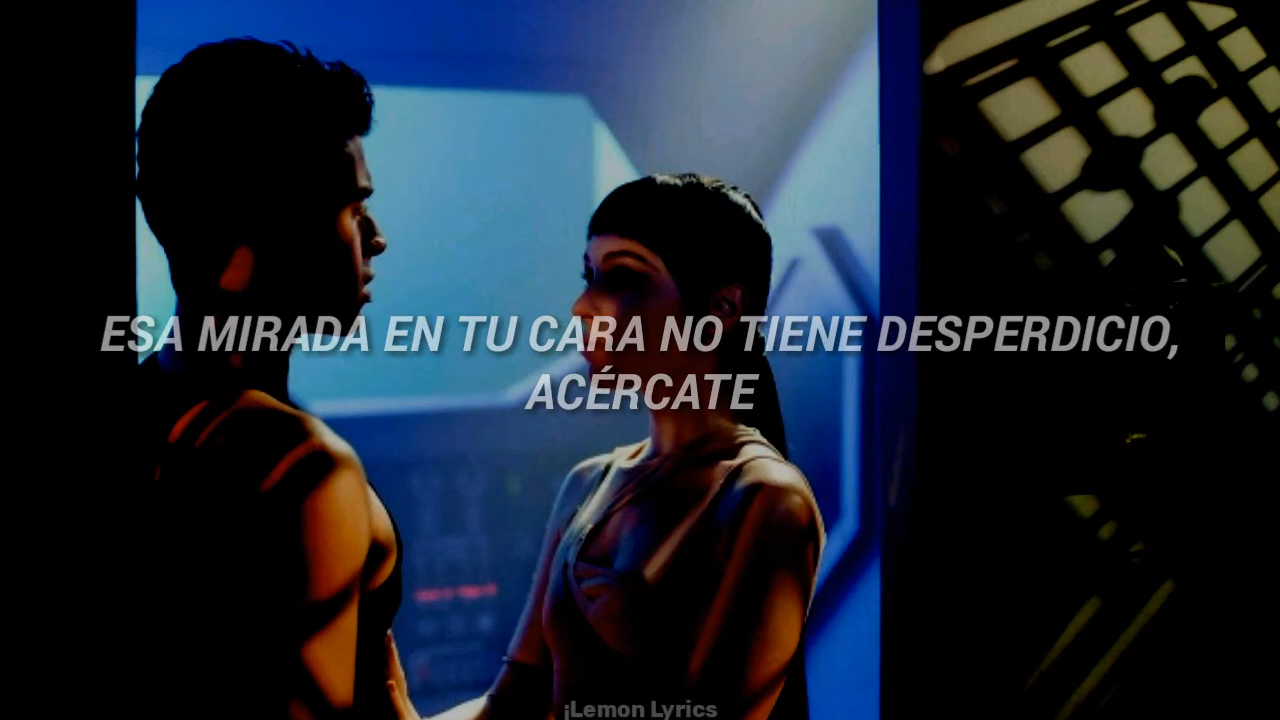 ESA MIRADA EN TU CARA NO TIENE DESPERDICIO,
ACÉRCATE
¡Lemon Lyrics